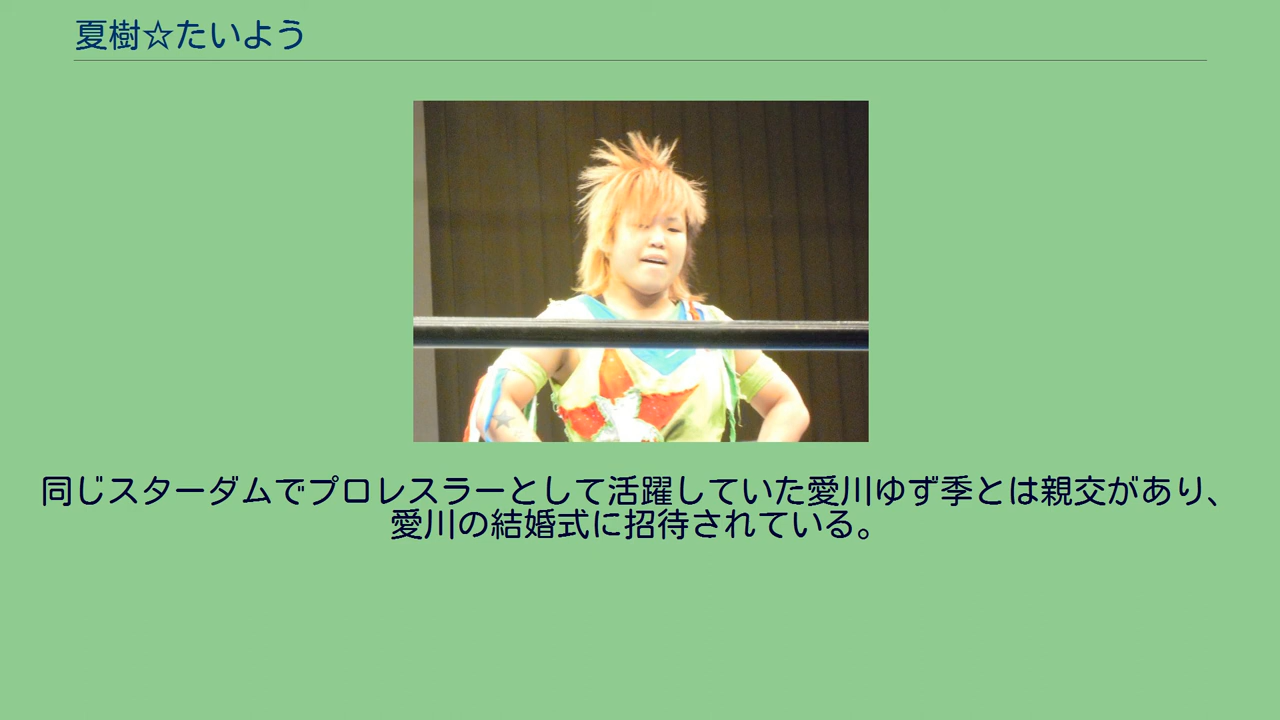 夏樹☆たいよう
同じスターダムでプロレスラーとして活躍していた愛川ゆず季とは親交があり、
愛川の結婚式に招待されている。